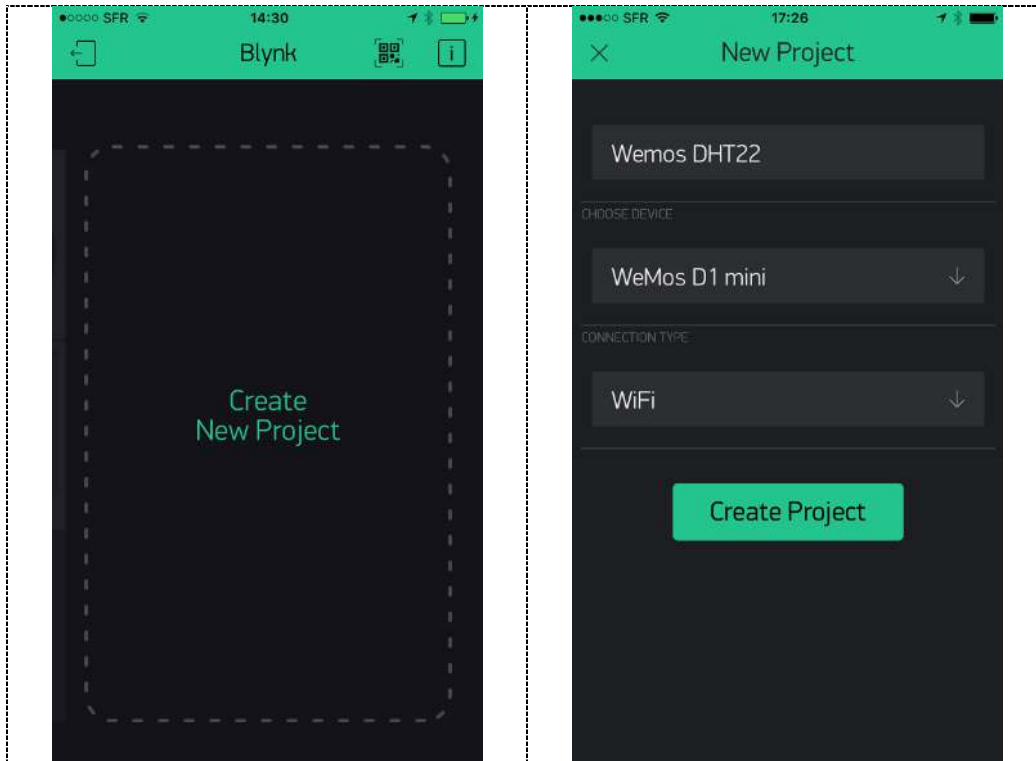 SFR 14:30
Blynk
Create
New Project
SFR 17:26
New Project
Wemos DHT22
CHOOSE DEVICE
WeMos D1 mini
CONNECTION TYPE
WiFi
Create Project